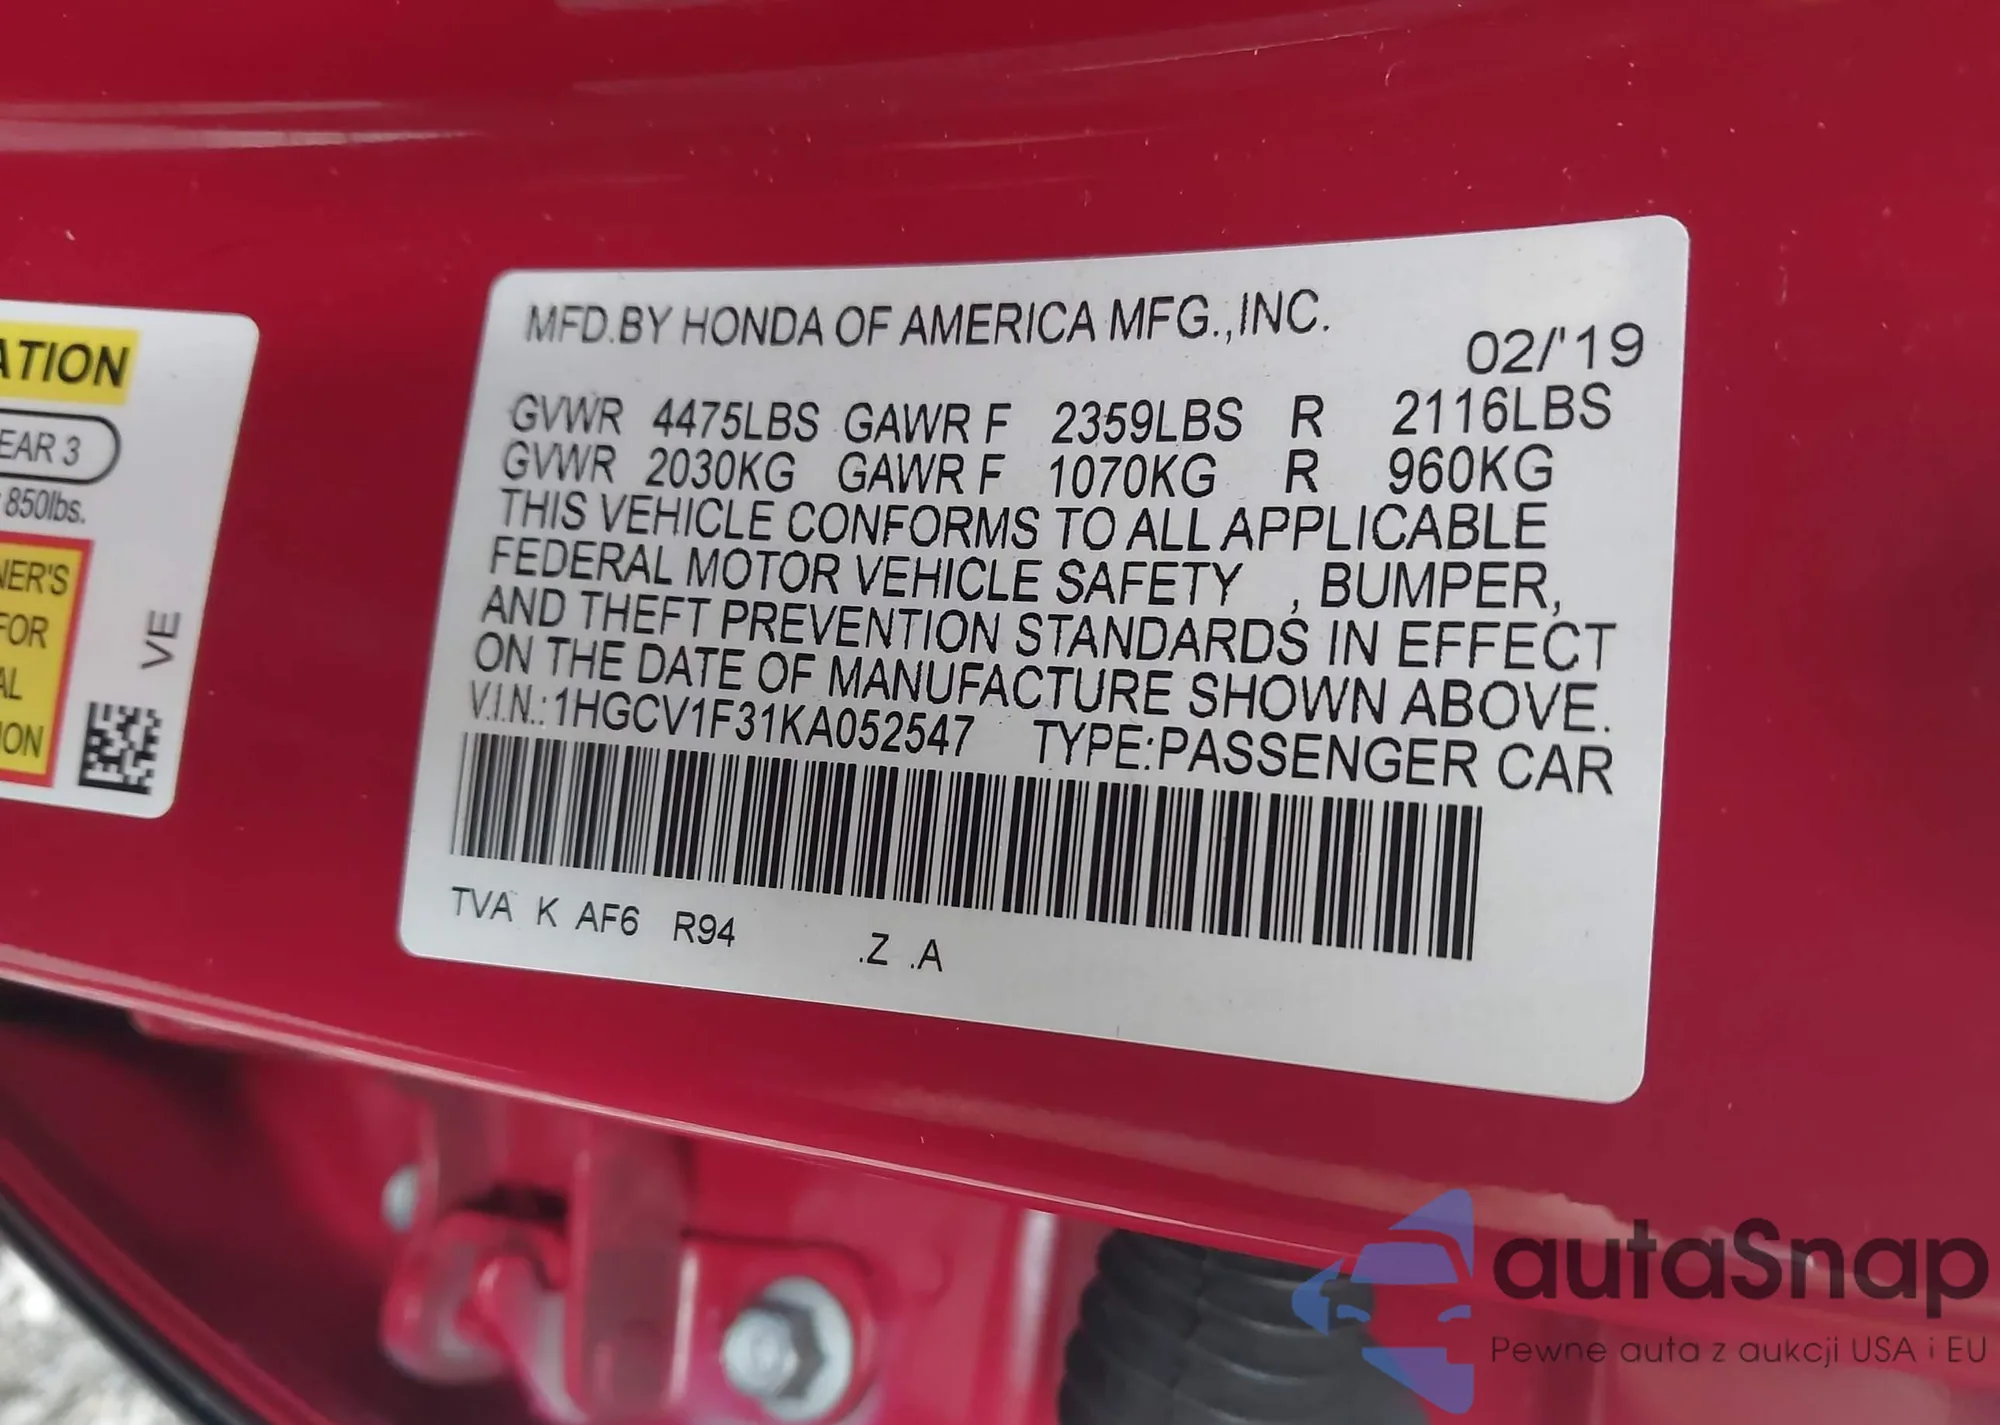 ATION
EAR 3
850lbs.
NER'S
FOR
AL
ION
VE
MFD.BY HONDA OF AMERICA MFG.,INC.
02/'19
GVWR 4475LBS GAWR F 2359LBS R 2116LBS
GVWR 2030KG GAWR F 1070KG R 960KG
THIS VEHICLE CONFORMS TO ALL APPLICABLE
FEDERAL MOTOR VEHICLE SAFETY , BUMPER,
AND THEFT PREVENTION STANDARDS IN EFFECT
ON THE DATE OF MANUFACTURE SHOWN ABOVE.
V.I.N.: 1HGCV1F31KA052547 TYPE:PASSENGER CAR
TVA K AF6 R94 .Z .A
autaSnap
Pewne auta z aukcji USA i EU